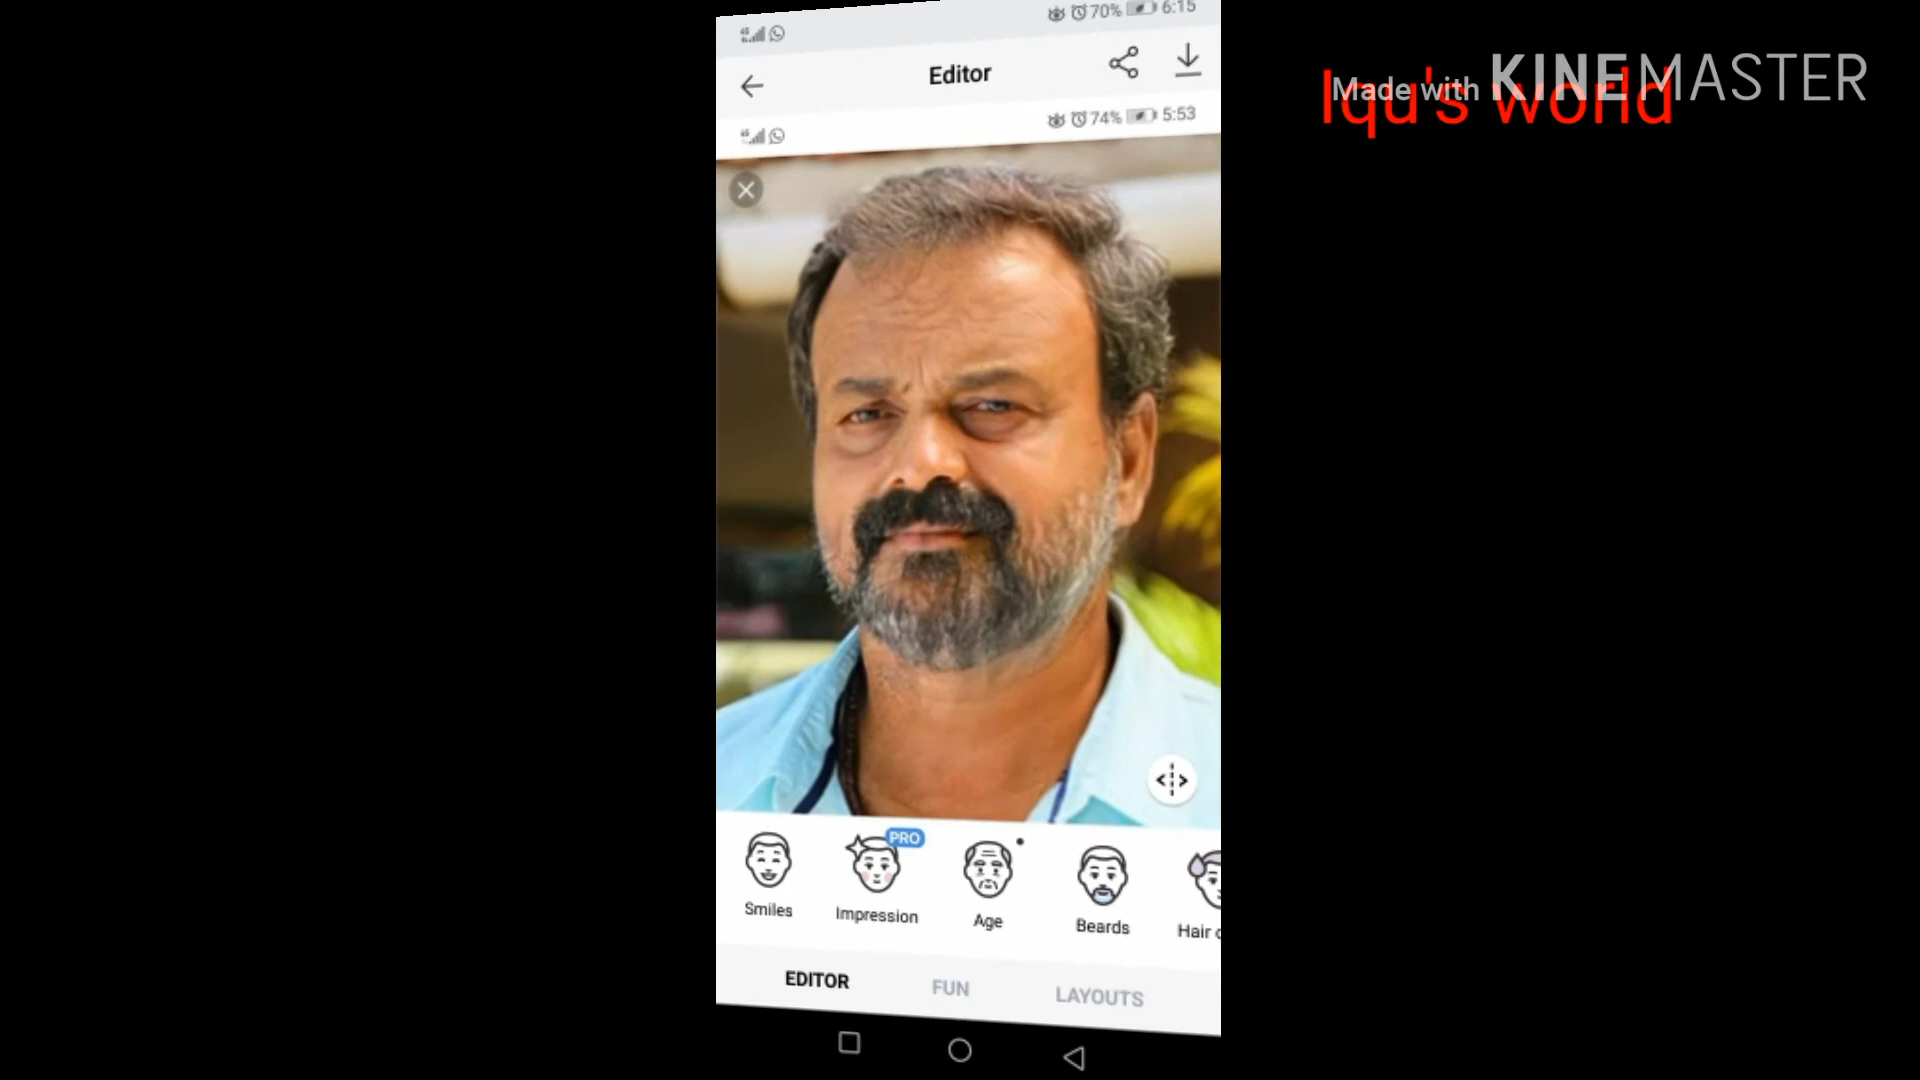 70% 6:15
Editor
74% 5:53
Made with KINEMASTER
Iqu's world
PRO
Smiles
Impression
Age
Beards
Hair
EDITOR
FUN
LAYOUTS